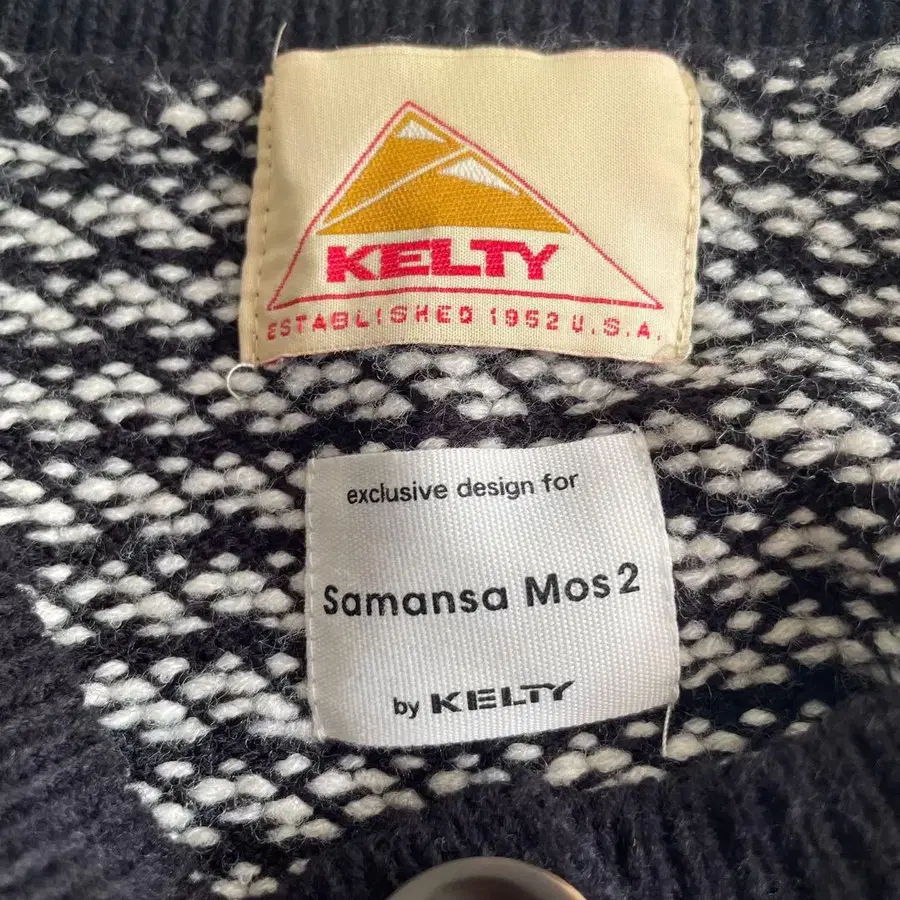 KELTY
ESTABLISHED 1952 U.S.A.
exclusive design for
Samansa Mos2
by KELTY